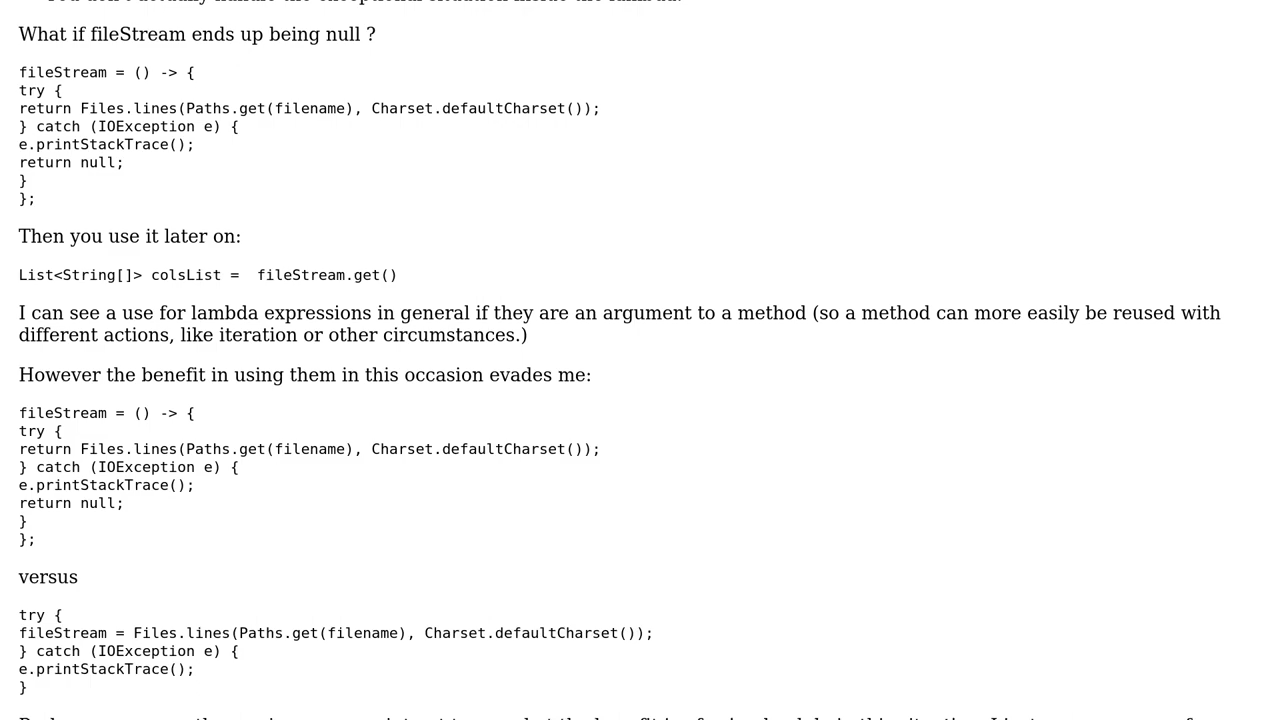 What if fileStream ends up being null ?
fileStream = () -> {
try {
return Files.lines(Paths.get(filename), Charset.defaultCharset());
} catch (IOException e) {
e.printStackTrace();
return null;
}
};
Then you use it later on:
List<String[]> colsList =  fileStream.get()
I can see a use for lambda expressions in general if they are an argument to a method (so a method can more easily be reused with
different actions, like iteration or other circumstances.)
However the benefit in using them in this occasion evades me:
fileStream = () -> {
try {
return Files.lines(Paths.get(filename), Charset.defaultCharset());
} catch (IOException e) {
e.printStackTrace();
return null;
}
};
versus
try {
fileStream = Files.lines(Paths.get(filename), Charset.defaultCharset());
} catch (IOException e) {
e.printStackTrace();
}